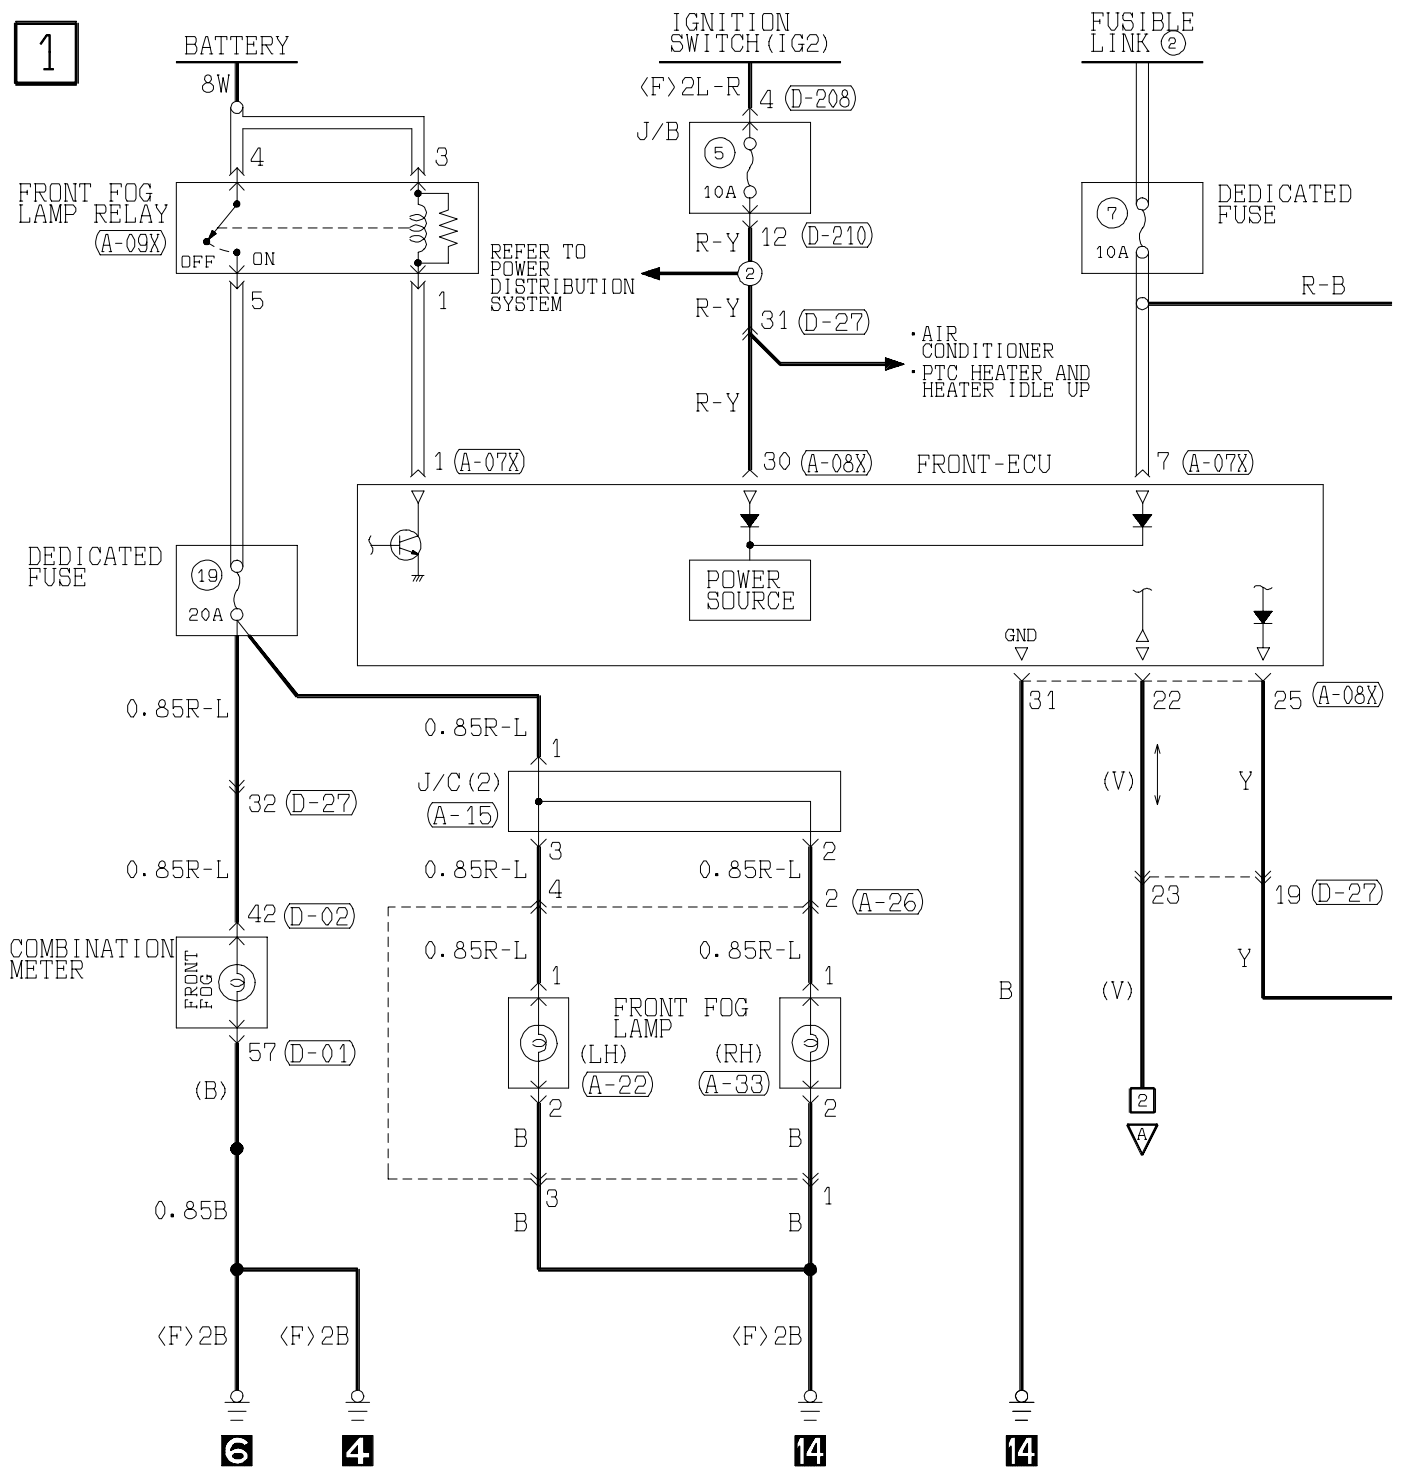 1
BATTERY
IGNITION
SWITCH(IG2)
FUSIBLE
LINK 2
8W
<F>2L-R
4 D-208
J/B
5
10A
4
3
FRONT FOG
LAMP RELAY
A-09X
OFF
ON
5
1
7
10A
DEDICATED
FUSE
R-Y
12 D-210
REFER TO
POWER
DISTRIBUTION
SYSTEM
2
R-B
R-Y
31 D-27
·AIR
CONDITIONER
·PTC HEATER AND
HEATER IDLE UP
R-Y
1 A-07X
30 A-08X
FRONT-ECU
7 A-07X
DEDICATED
FUSE
19
20A
POWER
SOURCE
GND
31
22
25 A-08X
0.85R-L
0.85R-L
1
J/C(2)
A-15
(V)
Y
32 D-27
3
2
0.85R-L
0.85R-L
0.85R-L
4
2 A-26
23
19 D-27
42 D-02
COMBINATION
METER
FRONT
FOG
0.85R-L
0.85R-L
1
1
B
(V)
Y
FRONT FOG
LAMP
(LH)
A-22
(RH)
A-33
57 D-01
(B)
2
2
2
A
B
B
3
1
0.85B
B
B
<F>2B
<F>2B
<F>2B
6
4
14
14